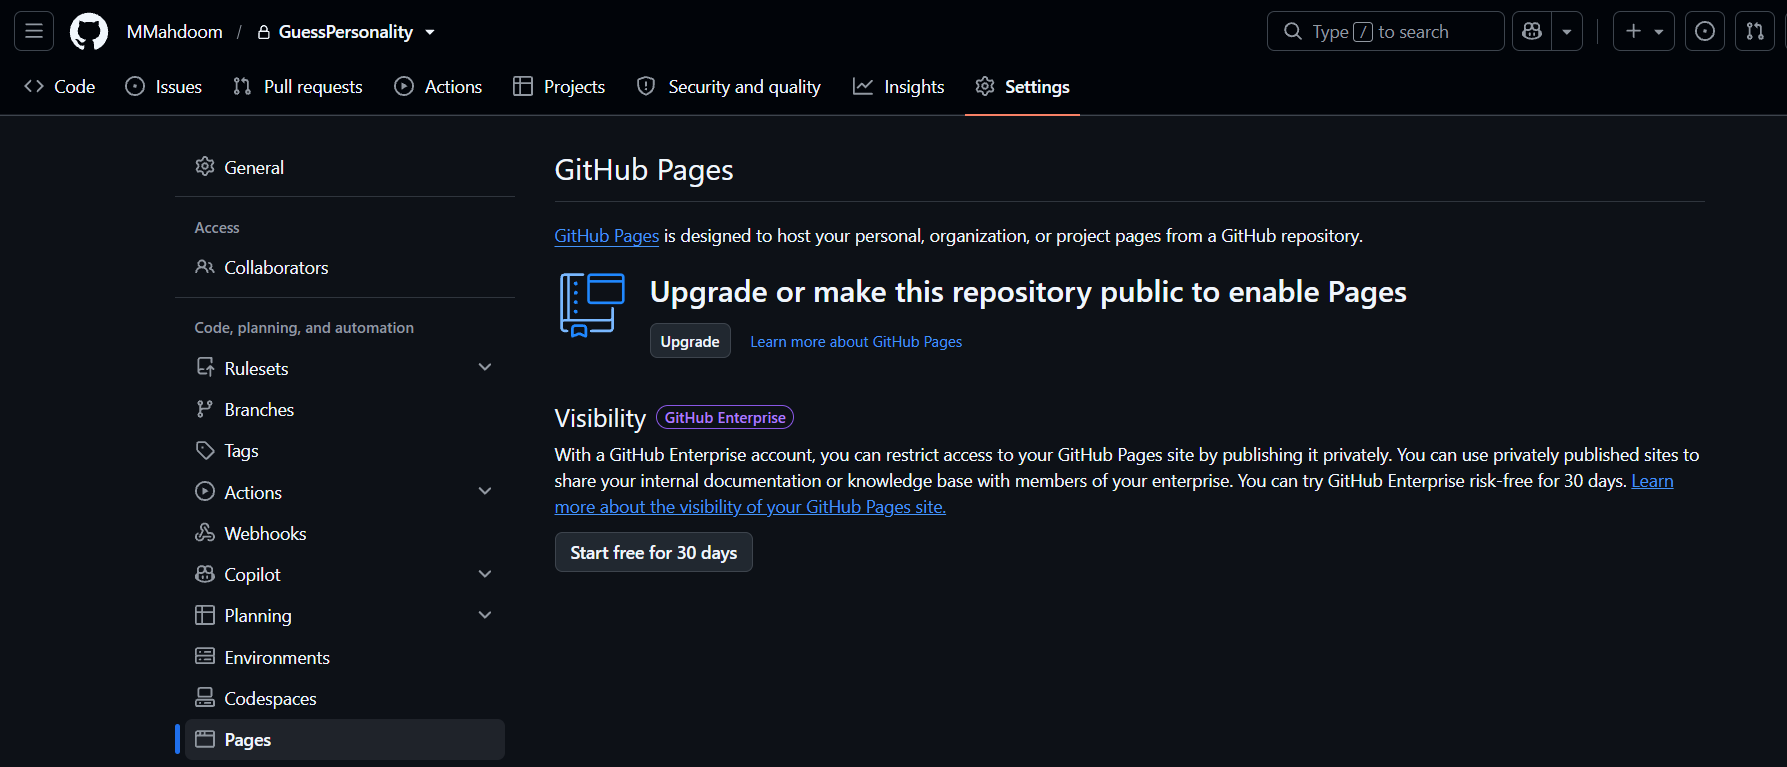 MMahdoom / GuessPersonality
Type / to search
Code Issues Pull requests Actions Projects Security and quality Insights Settings
General
Access
Collaborators
Code, planning, and automation
Rulesets
Branches
Tags
Actions
Webhooks
Copilot
Planning
Environments
Codespaces
Pages
GitHub Pages
GitHub Pages is designed to host your personal, organization, or project pages from a GitHub repository.
Upgrade or make this repository public to enable Pages
Upgrade Learn more about GitHub Pages
Visibility GitHub Enterprise
With a GitHub Enterprise account, you can restrict access to your GitHub Pages site by publishing it privately. You can use privately published sites to
share your internal documentation or knowledge base with members of your enterprise. You can try GitHub Enterprise risk-free for 30 days. Learn
more about the visibility of your GitHub Pages site.
Start free for 30 days